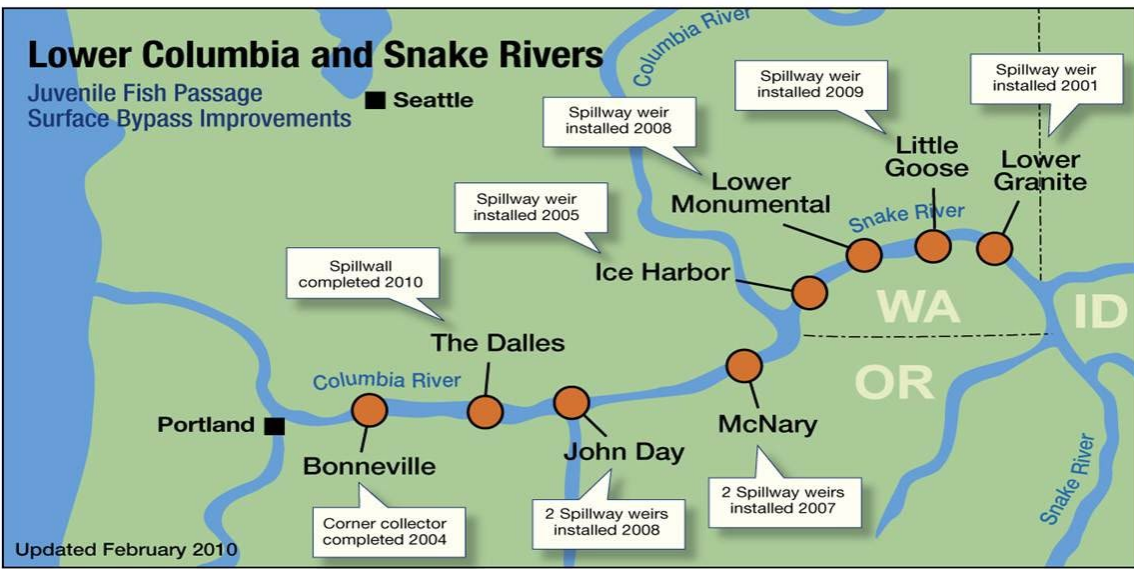 Lower Columbia and Snake Rivers
Juvenile Fish Passage
Surface Bypass Improvements
Seattle
Columbia River
Spillway weir
installed 2001
Spillway weir
installed 2009
Spillway weir
installed 2008
Little
Goose
Lower
Granite
Lower
Monumental
Snake River
Spillway weir
installed 2005
Ice Harbor
Spillwall
completed 2010
WA
ID
OR
The Dalles
Columbia River
Portland
Bonneville
John Day
McNary
Corner collector
completed 2004
2 Spillway weirs
installed 2008
2 Spillway weirs
installed 2007
Snake River
Updated February 2010